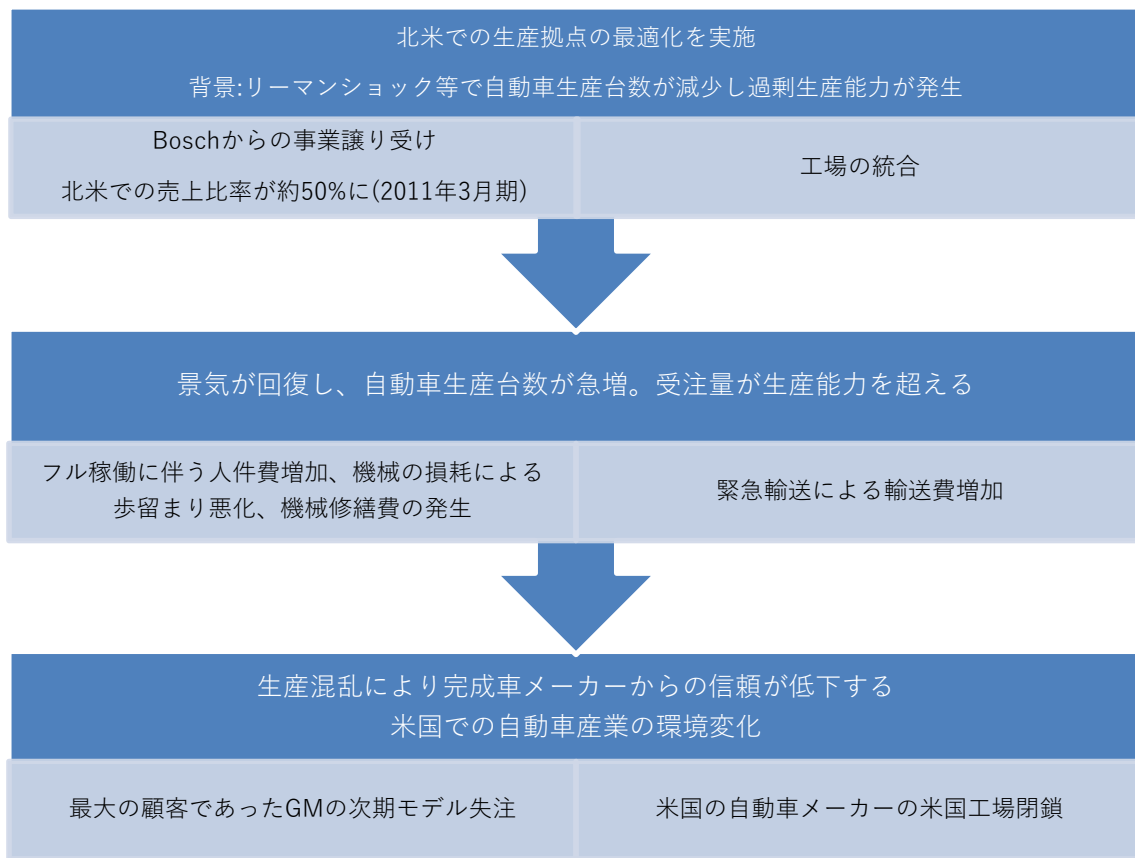 北米での生産拠点の最適化を実施
背景:リーマンショック等で自動車生産台数が減少し過剰生産能力が発生
Boschからの事業譲り受け
北米での売上比率が約50%に(2011年3月期)
工場の統合
景気が回復し、自動車生産台数が急増。受注量が生産能力を超える
フル稼働に伴う人件費増加、機械の損耗による
歩留まり悪化、機械修繕費の発生
緊急輸送による輸送費増加
生産混乱により完成車メーカーからの信頼が低下する
米国での自動車産業の環境変化
最大の顧客であったGMの次期モデル失注
米国の自動車メーカーの米国工場閉鎖